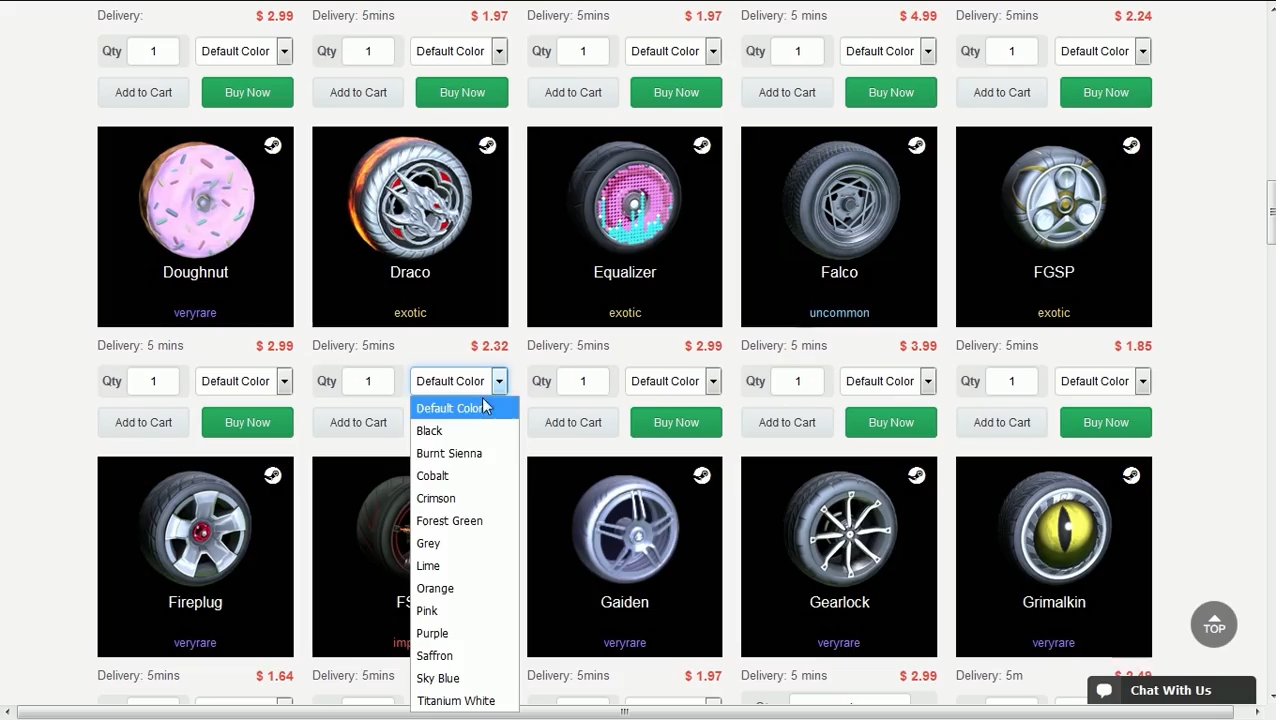 Delivery: $ 2.99 Delivery: 5mins $ 1.97 Delivery: 5mins $ 1.97 Delivery: 5 mins $ 4.99 Delivery: 5mins $ 2.24
Qty 1 Default Color Qty 1 Default Color Qty 1 Default Color Qty 1 Default Color Qty 1 Default Color
Add to Cart Buy Now Add to Cart Buy Now Add to Cart Buy Now Add to Cart Buy Now Add to Cart Buy Now
Doughnut Draco Equalizer Falco FGSP
veryrare exotic exotic uncommon exotic
Delivery: 5 mins $ 2.99 Delivery: 5mins $ 2.32 Delivery: 5mins $ 2.99 Delivery: 5 mins $ 3.99 Delivery: 5mins $ 1.85
Qty 1 Default Color Qty 1 Default Color Qty 1 Default Color Qty 1 Default Color Qty 1 Default Color
Add to Cart Buy Now Add to Cart Add to Cart Buy Now Add to Cart Buy Now Add to Cart Buy Now
Default Color
Black
Burnt Sienna
Cobalt
Crimson
Forest Green
Grey
Lime
Orange
Pink
Purple
Saffron
Sky Blue
Titanium White
Fireplug Gaiden Gearlock Grimalkin
veryrare veryrare veryrare veryrare
Delivery: 5mins $ 1.64 Delivery: 5mins $ 1.97 Delivery: 5mins $ 2.99 Delivery: 5m
TOP
Chat With Us